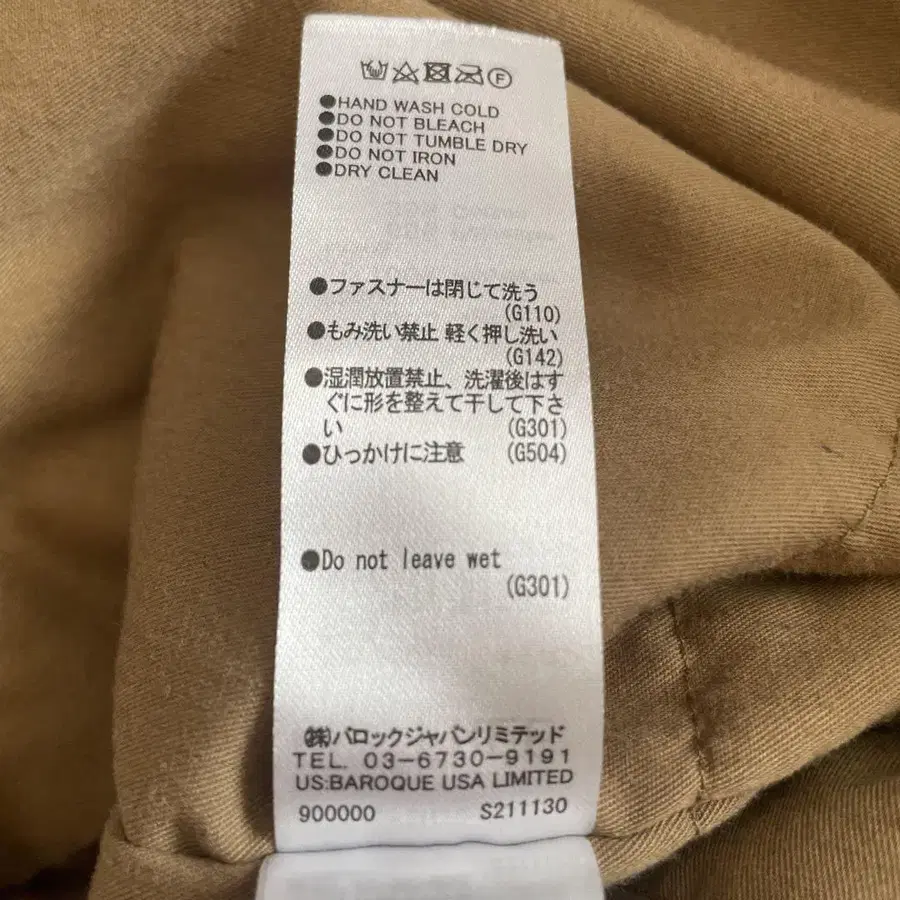 F
●HAND WASH COLD
●DO NOT BLEACH
●DO NOT TUMBLE DRY
●DO NOT IRON
●DRY CLEAN
●ファスナーは閉じて洗う
(G110)
●もみ洗い禁止 軽く押し洗い
(G142)
●湿潤放置禁止、洗濯後はす
ぐに形を整えて干して下さ
い (G301)
●ひっかけに注意 (G504)
●Do not leave wet
(G301)
㈱バロックジャパンリミテッド
TEL. 03-6730-9191
US:BAROQUE USA LIMITED
900000 S211130